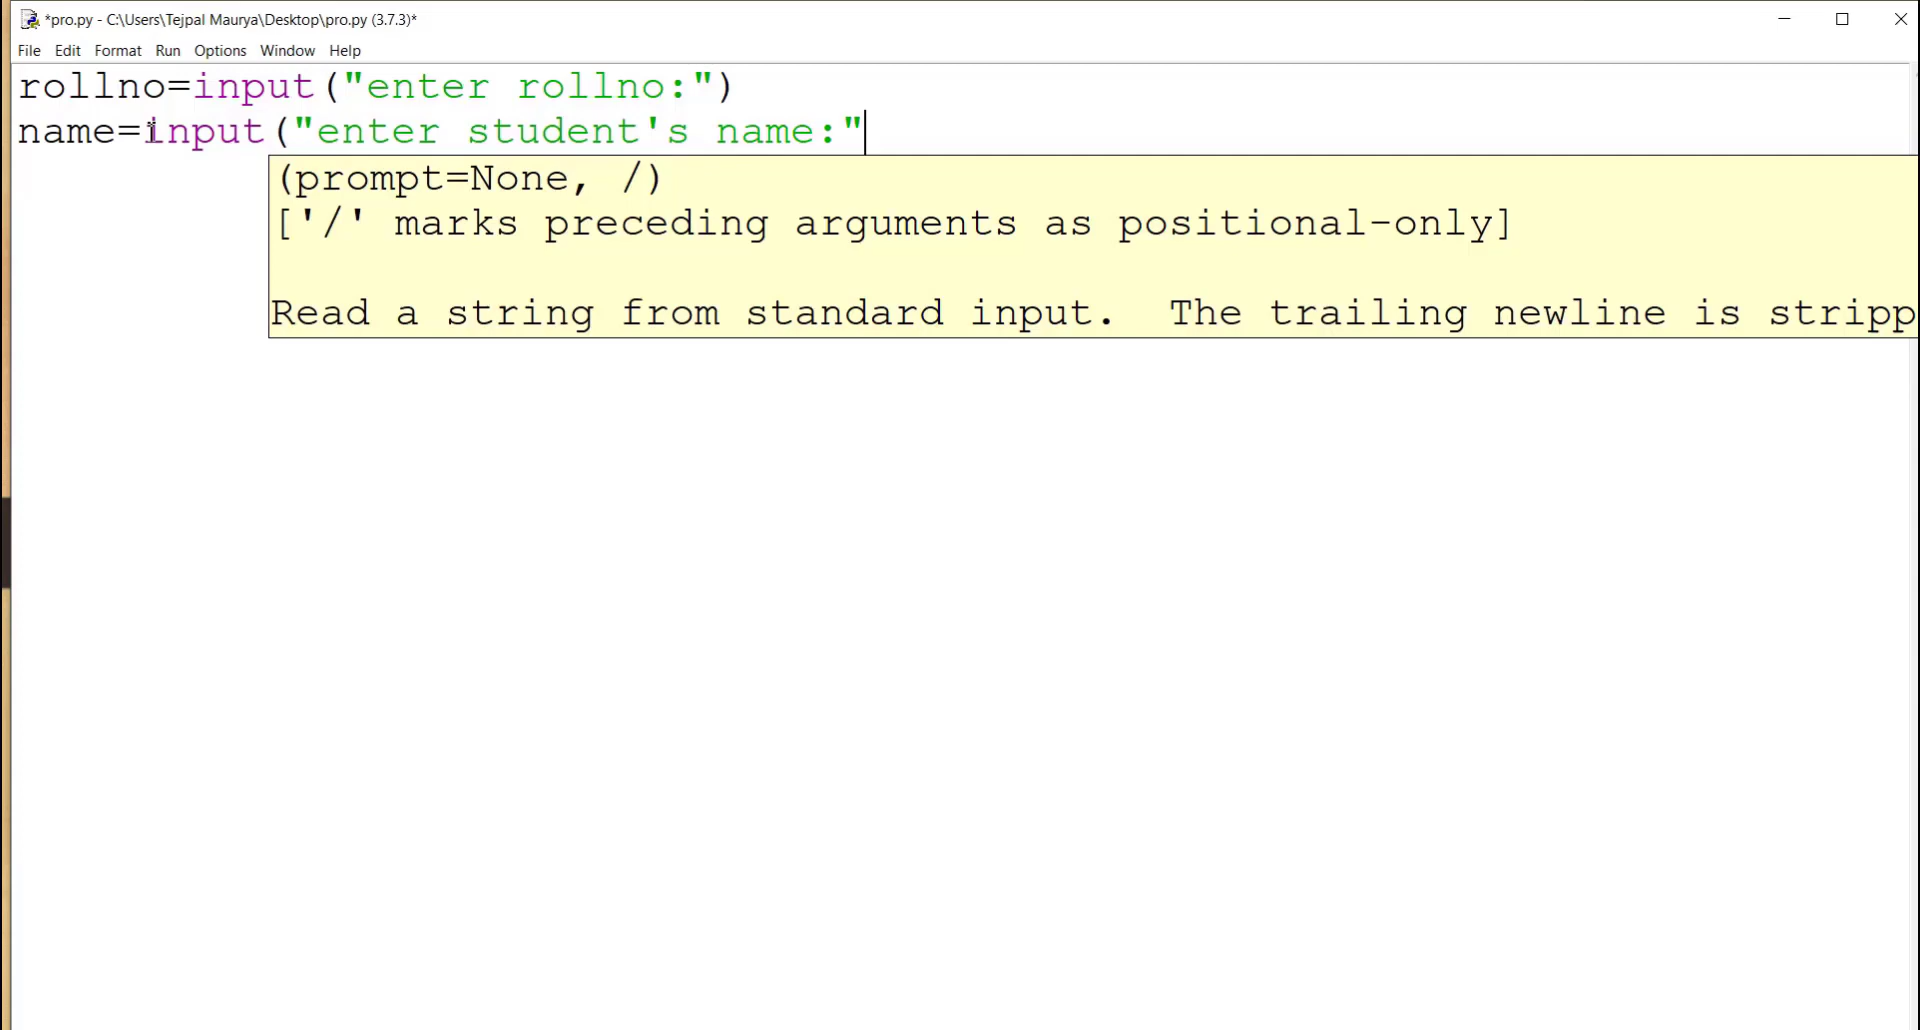 *pro.py - C:\Users\Tejpal Maurya\Desktop\pro.py (3.7.3)*
File Edit Format Run Options Window Help
rollno=input("enter rollno:")
name=input("enter student's name:"
(prompt=None, /)
['/' marks preceding arguments as positional-only]
Read a string from standard input.  The trailing newline is stripp